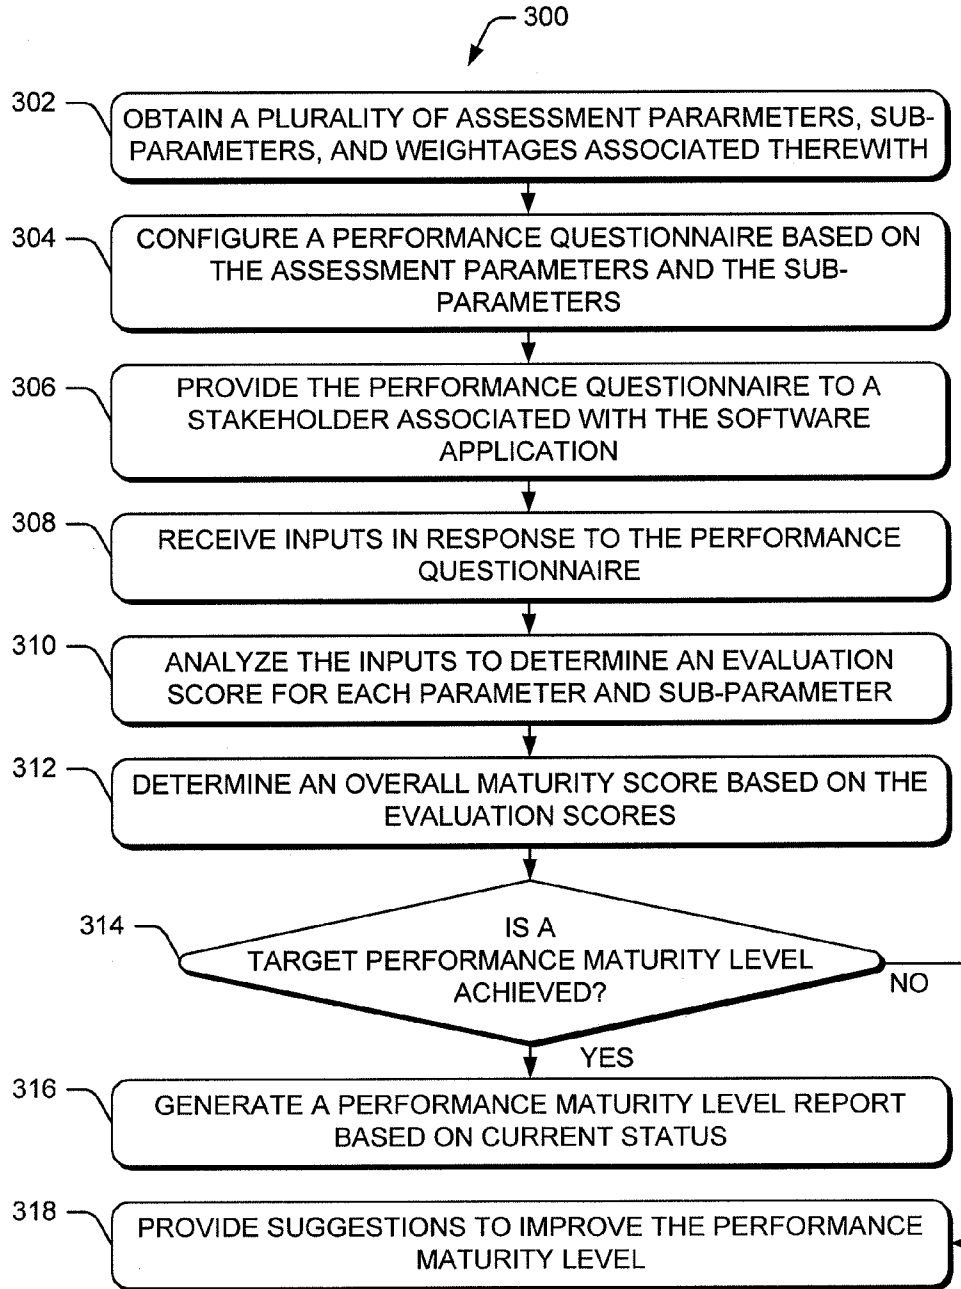 300
302
OBTAIN A PLURALITY OF ASSESSMENT PARARMETERS, SUB-
PARAMETERS, AND WEIGHTAGES ASSOCIATED THEREWITH
304
CONFIGURE A PERFORMANCE QUESTIONNAIRE BASED ON
THE ASSESSMENT PARAMETERS AND THE SUB-
PARAMETERS
306
PROVIDE THE PERFORMANCE QUESTIONNAIRE TO A
STAKEHOLDER ASSOCIATED WITH THE SOFTWARE
APPLICATION
308
RECEIVE INPUTS IN RESPONSE TO THE PERFORMANCE
QUESTIONNAIRE
310
ANALYZE THE INPUTS TO DETERMINE AN EVALUATION
SCORE FOR EACH PARAMETER AND SUB-PARAMETER
312
DETERMINE AN OVERALL MATURITY SCORE BASED ON THE
EVALUATION SCORES
314
IS A
TARGET PERFORMANCE MATURITY LEVEL
ACHIEVED?
NO
YES
316
GENERATE A PERFORMANCE MATURITY LEVEL REPORT
BASED ON CURRENT STATUS
318
PROVIDE SUGGESTIONS TO IMPROVE THE PERFORMANCE
MATURITY LEVEL